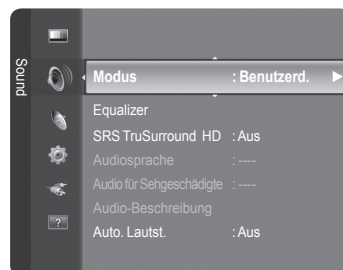 Sound
Modus : Benutzerd.
Equalizer
SRS TruSurround HD : Aus
Audiosprache : ----
Audio für Sehgeschädigte : ----
Audio-Beschreibung
Auto. Lautst. : Aus
?